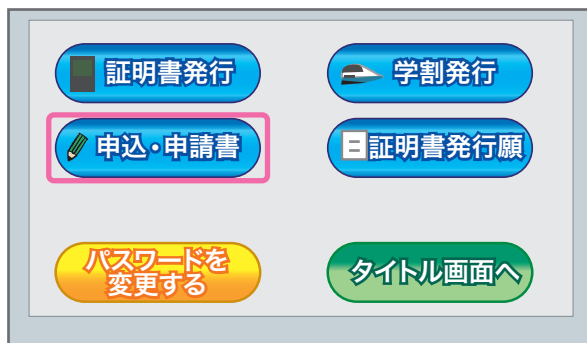 証明書発行
学割発行
申込・申請書
証明書発行願
パスワードを
変更する
タイトル画面へ